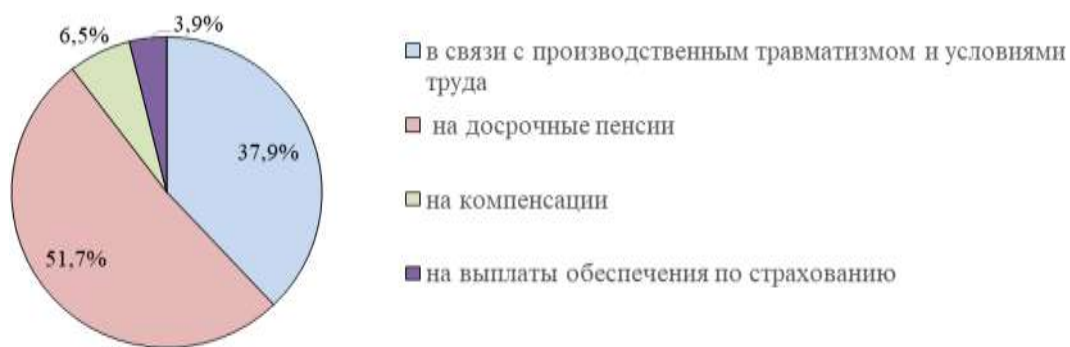 3,9%
6,5%
37,9%
51,7%
в связи с производственным травматизмом и условиями
труда
на досрочные пенсии
на компенсации
на выплаты обеспечения по страхованию